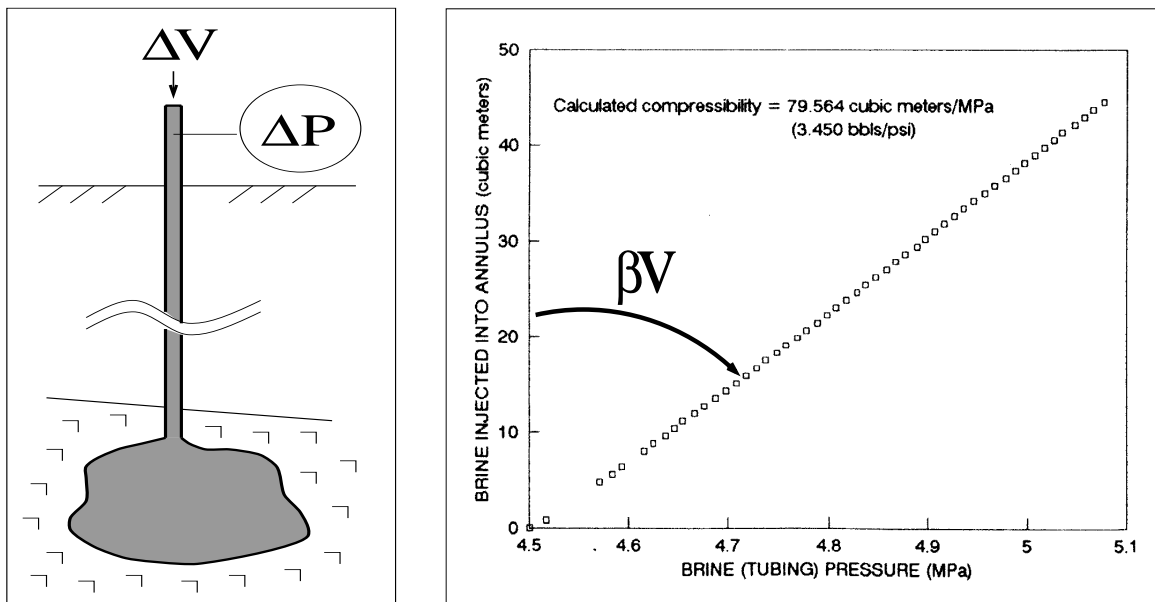 ΔV
ΔP
50
40
30
20
10
0
BRINE INJECTED INTO ANNULUS (cubic meters)
Calculated compressibility = 79.564 cubic meters/MPa
(3.450 bbls/psi)
βV
4.5 4.6 4.7 4.8 4.9 5 5.1
BRINE (TUBING) PRESSURE (MPa)